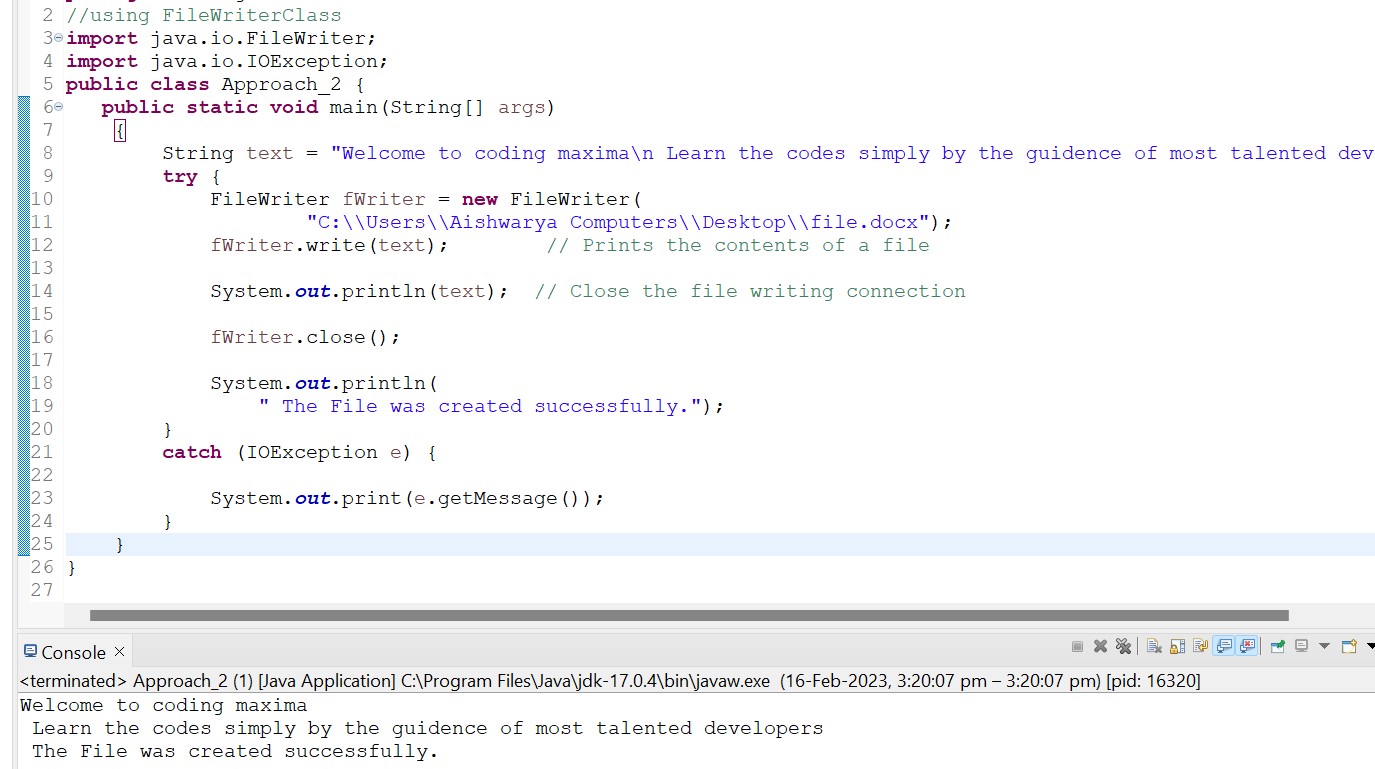 2 //using FileWriterClass
3 import java.io.FileWriter;
4 import java.io.IOException;
5 public class Approach_2 {
6 public static void main(String[] args)
7 {
8 String text = "Welcome to coding maxima\n Learn the codes simply by the guidence of most talented dev
9 try {
10 FileWriter fWriter = new FileWriter(
11 "C:\\Users\\Aishwarya Computers\\Desktop\\file.docx");
12 fWriter.write(text); // Prints the contents of a file
13
14 System.out.println(text); // Close the file writing connection
15
16 fWriter.close();
17
18 System.out.println(
19 " The File was created successfully.");
20 }
21 catch (IOException e) {
22
23 System.out.print(e.getMessage());
24 }
25 }
26 }
27
Console
<terminated> Approach_2 (1) [Java Application] C:\Program Files\Java\jdk-17.0.4\bin\javaw.exe (16-Feb-2023, 3:20:07 pm – 3:20:07 pm) [pid: 16320]
Welcome to coding maxima
Learn the codes simply by the guidence of most talented developers
The File was created successfully.